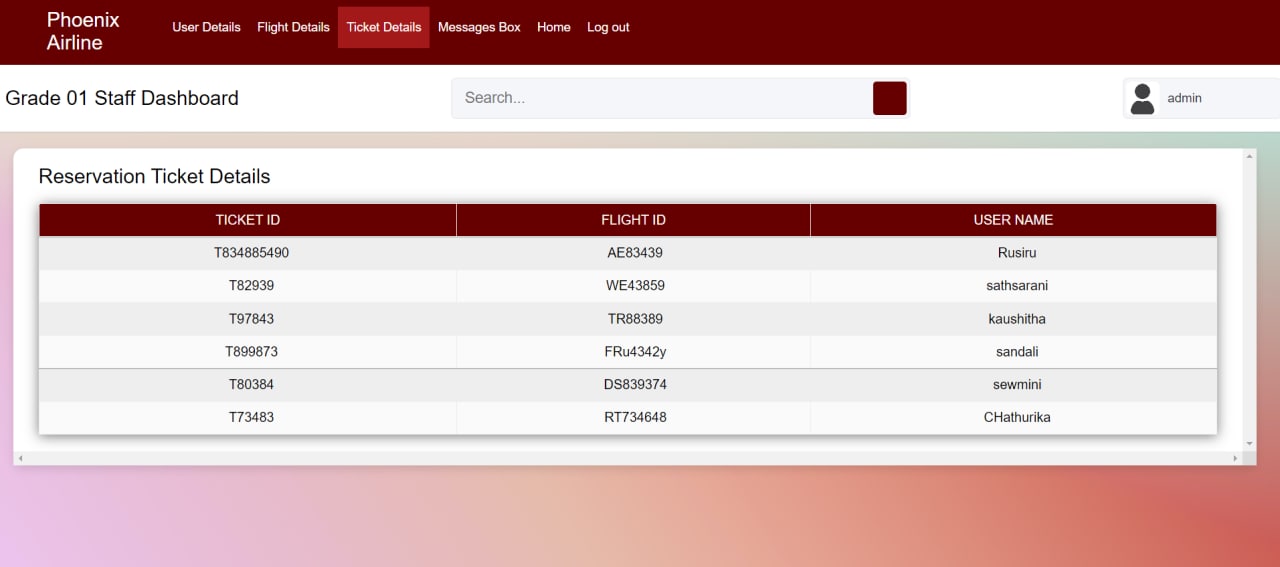 Phoenix
Airline
User Details Flight Details Ticket Details Messages Box Home Log out
Grade 01 Staff Dashboard
Search...
admin
Reservation Ticket Details
TICKET ID FLIGHT ID USER NAME
T834885490 AE83439 Rusiru
T82939 WE43859 sathsarani
T97843 TR88389 kaushitha
T899873 FRu4342y sandali
T80384 DS839374 sewmini
T73483 RT734648 CHathurika